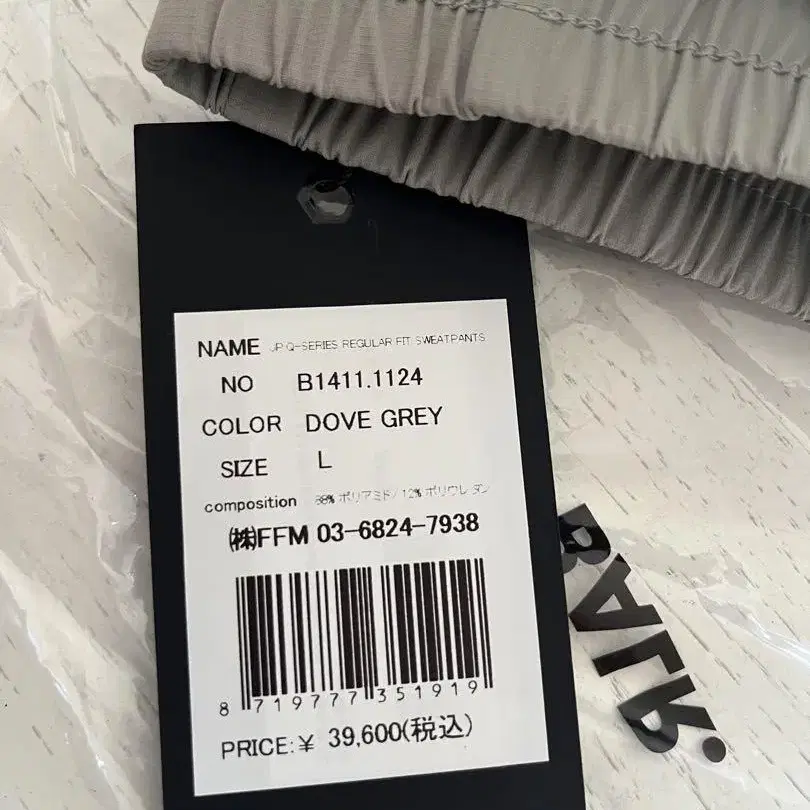 NAME JP Q-SERIES REGULAR FIT SWEATPANTS
NO B1411.1124
COLOR DOVE GREY
SIZE L
composition 88% ポリアミド/12% ポリウレタン
㈱FFM 03-6824-7938
8 719777 351919
PRICE:¥ 39,600(税込)
BALR.